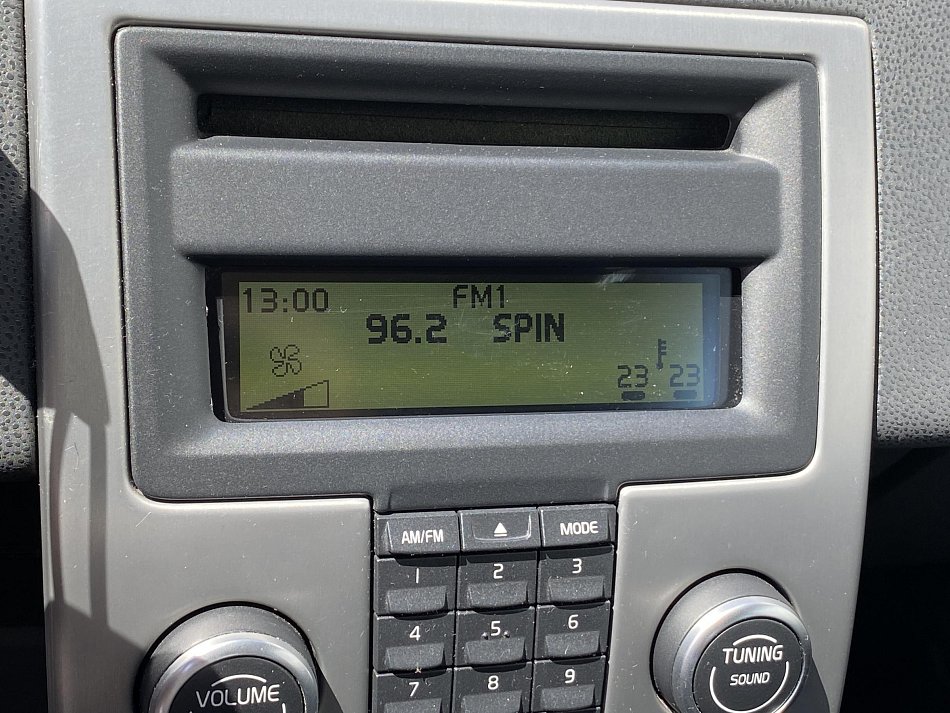 13:00 FM1
96.2 SPIN
23 23
AM/FM MODE
1 2 3
4 5 6
7 8 9
VOLUME
TUNING
SOUND